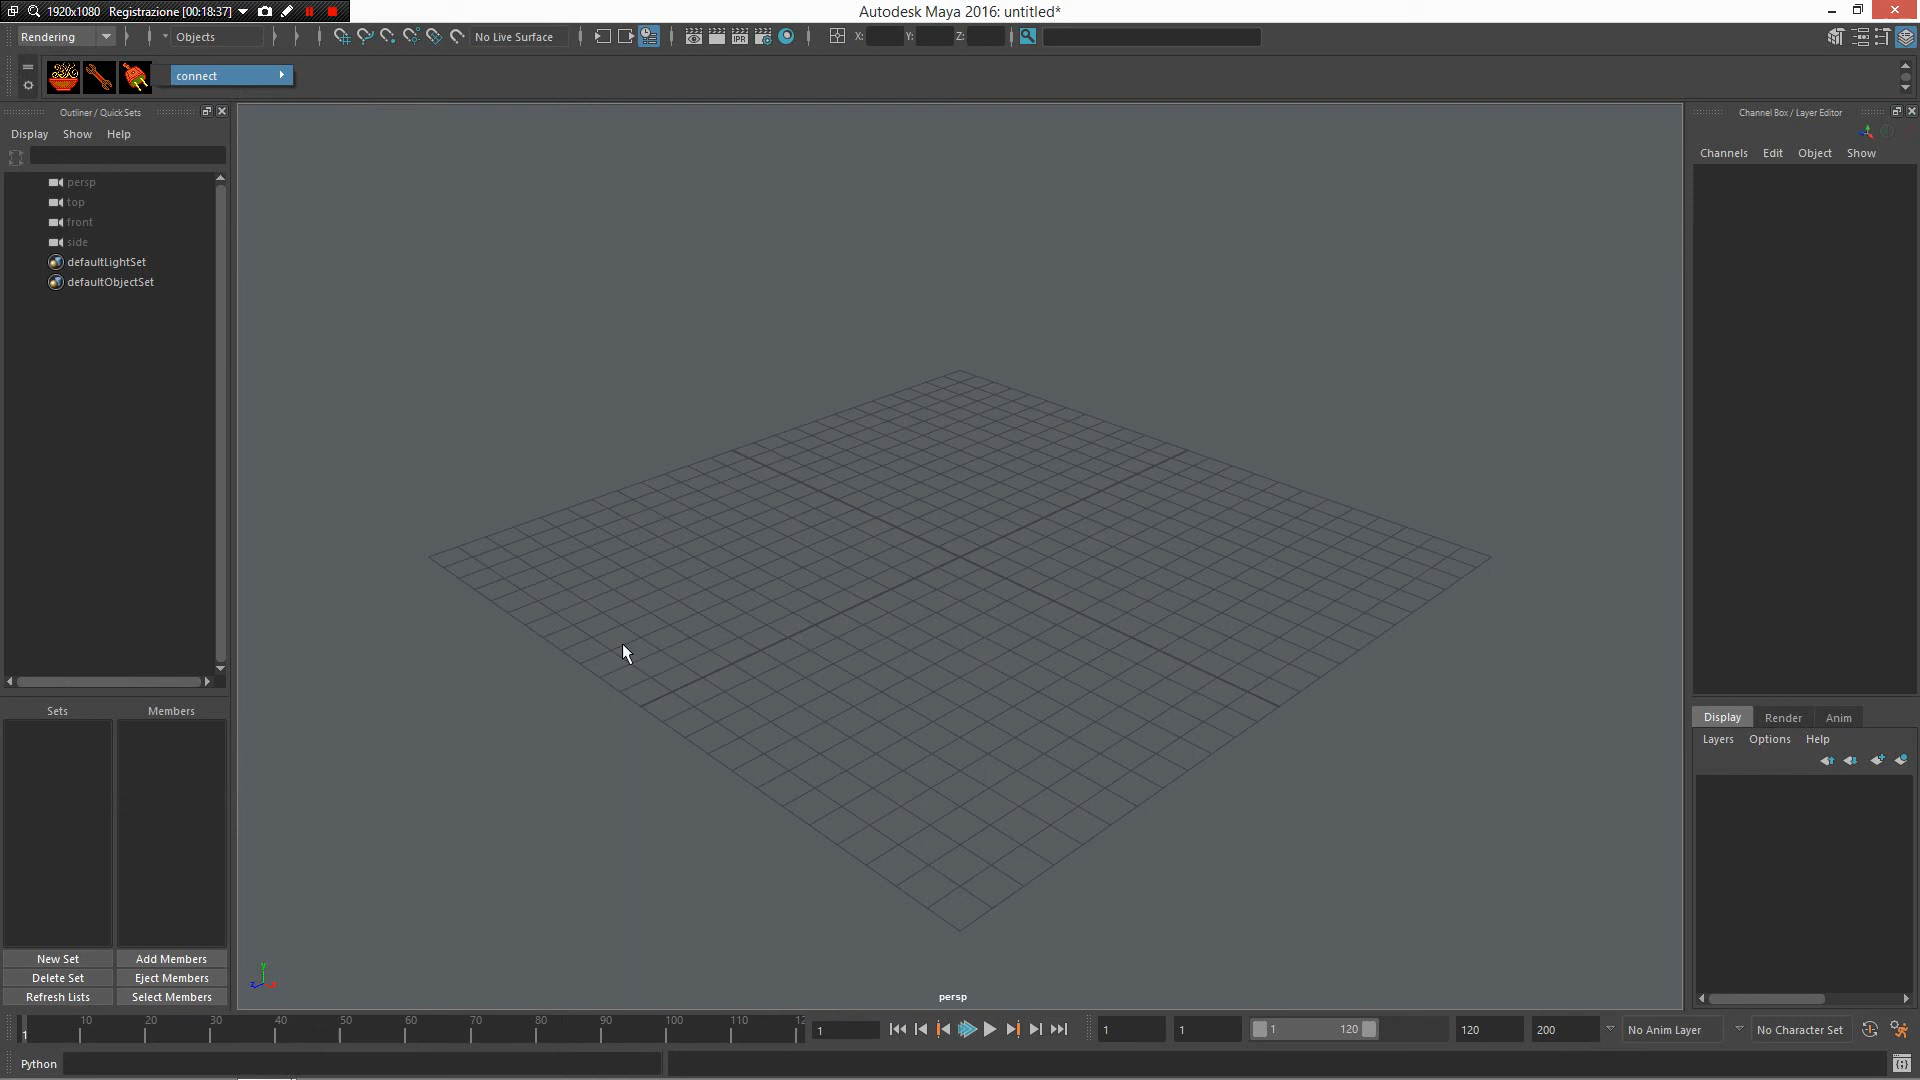 1920x1080 Registrazione [00:18:37]
Autodesk Maya 2016: untitled*
Rendering Objects No Live Surface IPR X: Y: Z:
connect
Outliner / Quick Sets
Display Show Help
persp
top
front
side
defaultLightSet
defaultObjectSet
Sets Members
New Set Add Members
Delete Set Eject Members
Refresh Lists Select Members
y
z
persp
Channel Box / Layer Editor
Channels Edit Object Show
Display Render Anim
Layers Options Help
1 10 20 30 40 50 60 70 80 90 100 110 12
1 1 1 1 120 120 200 No Anim Layer No Character Set
Python